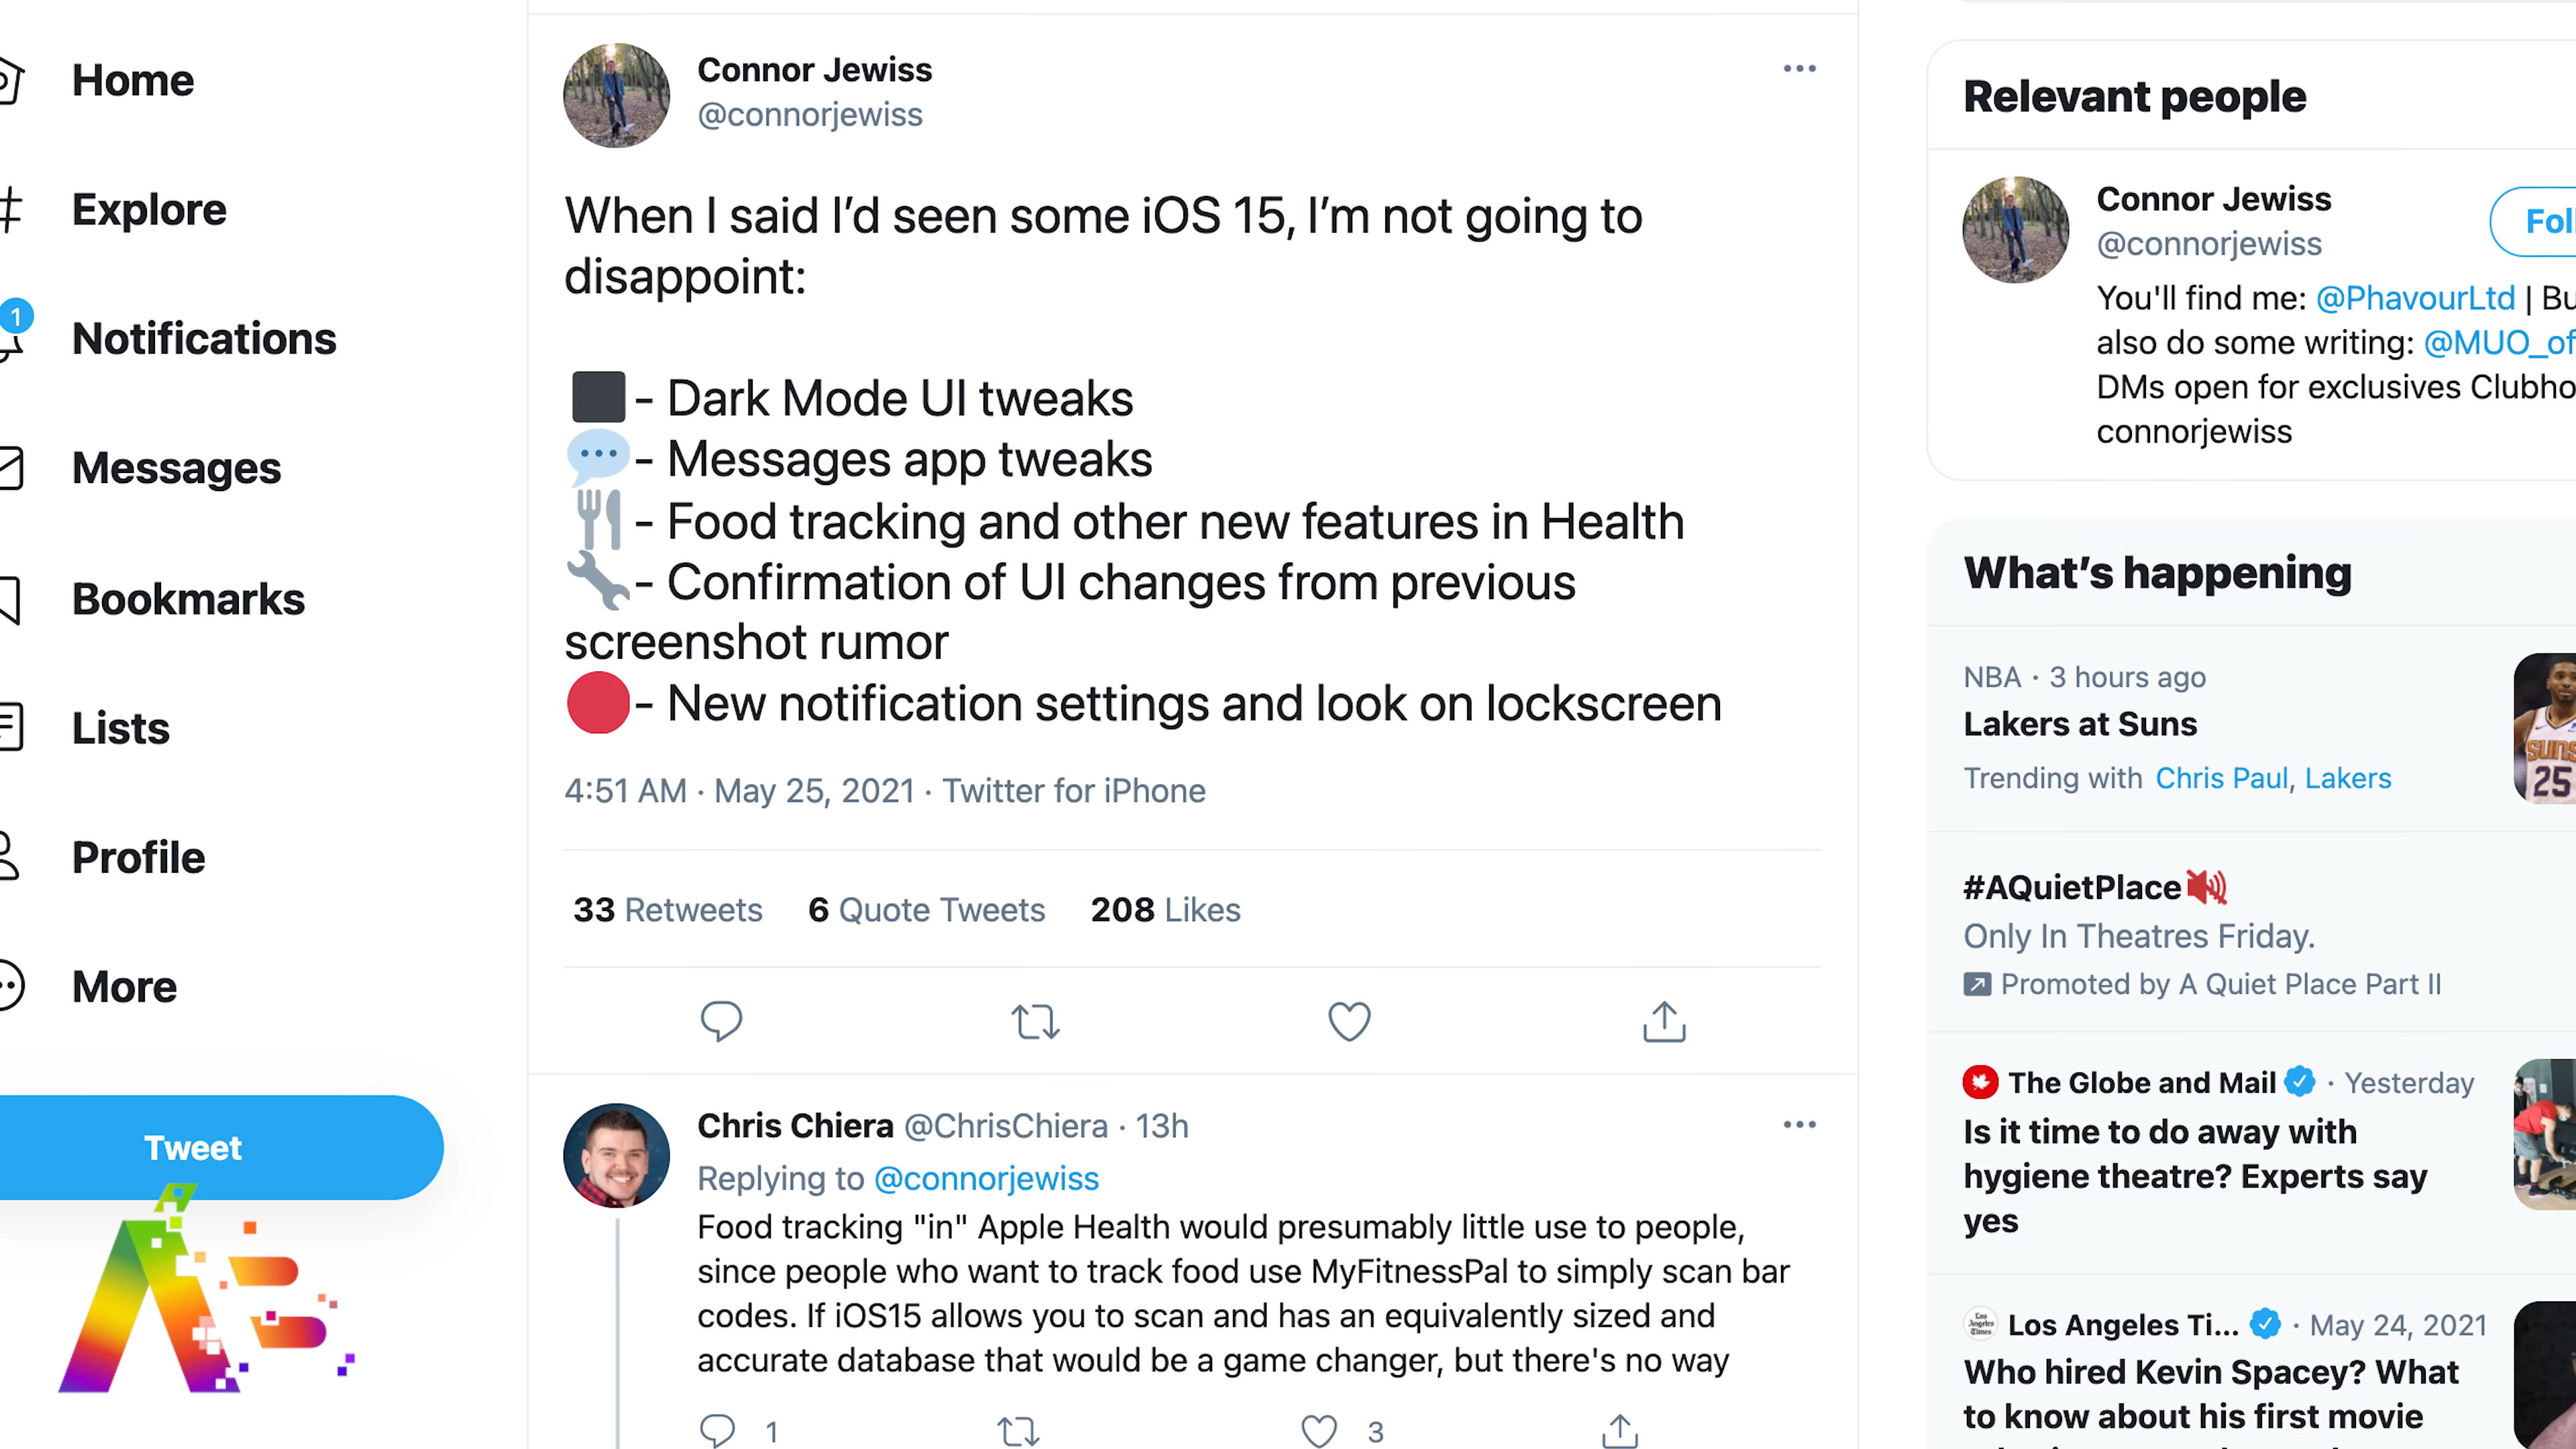 Home
Explore
1
Notifications
Messages
Bookmarks
Lists
Profile
More
Tweet
Connor Jewiss
@connorjewiss
When I said I’d seen some iOS 15, I’m not going to
disappoint:
- Dark Mode UI tweaks
- Messages app tweaks
- Food tracking and other new features in Health
- Confirmation of UI changes from previous
screenshot rumor
- New notification settings and look on lockscreen
4:51 AM · May 25, 2021 · Twitter for iPhone
33 Retweets 6 Quote Tweets 208 Likes
Chris Chiera @ChrisChiera · 13h
Replying to @connorjewiss
Food tracking "in" Apple Health would presumably little use to people,
since people who want to track food use MyFitnessPal to simply scan bar
codes. If iOS15 allows you to scan and has an equivalently sized and
accurate database that would be a game changer, but there's no way
1 3
Relevant people
Connor Jewiss
@connorjewiss
Foll
You'll find me: @PhavourLtd | Bu
also do some writing: @MUO_of
DMs open for exclusives Clubho
connorjewiss
What’s happening
NBA · 3 hours ago
Lakers at Suns
Trending with Chris Paul, Lakers
SUNS
25
#AQuietPlace
Only In Theatres Friday.
Promoted by A Quiet Place Part II
The Globe and Mail · Yesterday
Is it time to do away with
hygiene theatre? Experts say
yes
Los Angeles Times
Los Angeles Ti... · May 24, 2021
Who hired Kevin Spacey? What
to know about his first movie